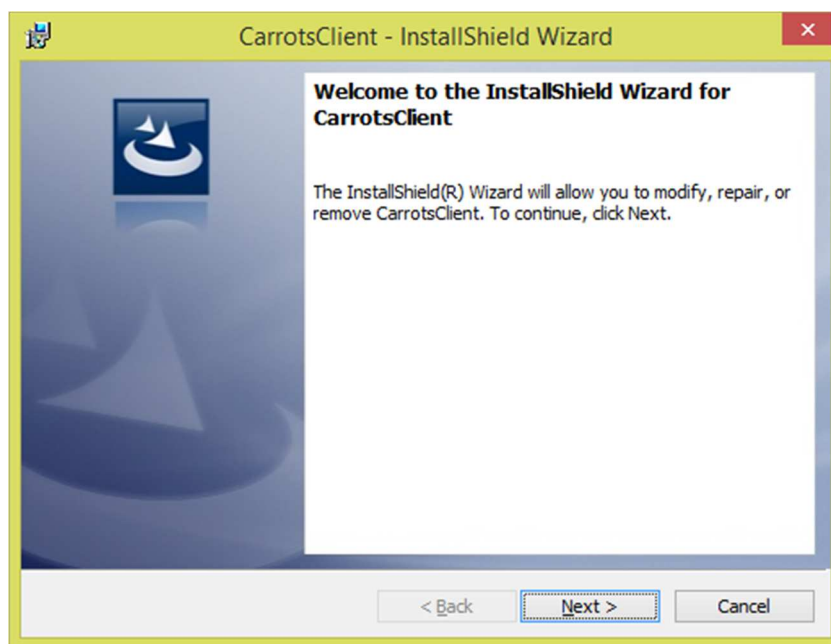 CarrotsClient - InstallShield Wizard
Welcome to the InstallShield Wizard for
CarrotsClient
The InstallShield(R) Wizard will allow you to modify, repair, or
remove CarrotsClient. To continue, click Next.
< Back
Next >
Cancel